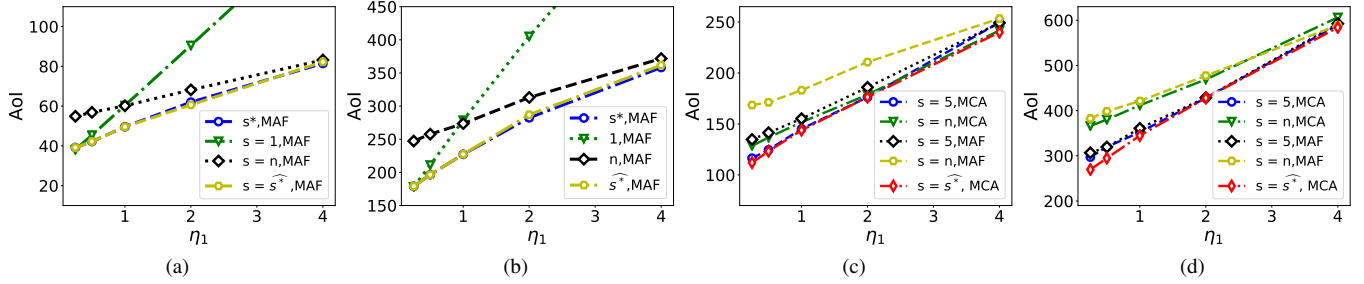 100
80
60
40
20
AoI
1
2
3
4
η₁
s*,MAF
s = 1,MAF
s = n,MAF
s = ŝ* ,MAF
(a)
450
400
350
300
250
200
150
AoI
1
2
3
4
η₁
s*,MAF
1,MAF
n,MAF
ŝ*,MAF
(b)
250
200
150
100
AoI
1
2
3
4
η₁
s = 5,MCA
s = n,MCA
s = 5,MAF
s = n,MAF
s = ŝ*, MCA
(c)
600
500
400
300
200
AoI
1
2
3
4
η₁
s = 5,MCA
s = n,MCA
s = 5,MAF
s = n,MAF
s = ŝ*, MCA
(d)